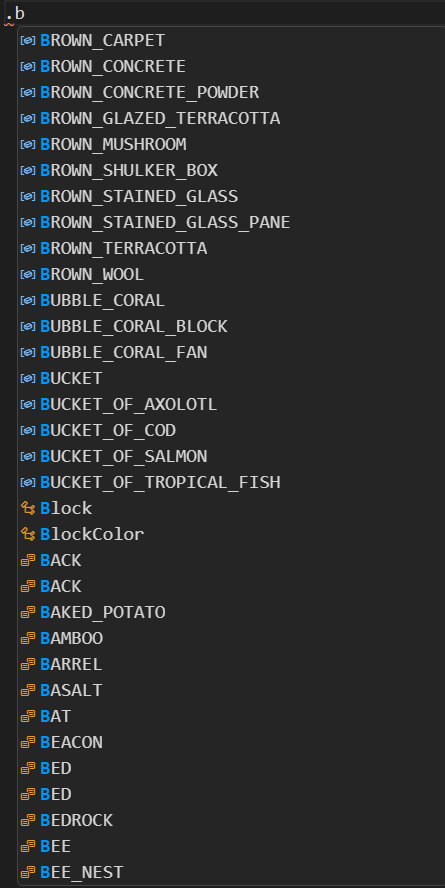 .b
BROWN_CARPET
BROWN_CONCRETE
BROWN_CONCRETE_POWDER
BROWN_GLAZED_TERRACOTTA
BROWN_MUSHROOM
BROWN_SHULKER_BOX
BROWN_STAINED_GLASS
BROWN_STAINED_GLASS_PANE
BROWN_TERRACOTTA
BROWN_WOOL
BUBBLE_CORAL
BUBBLE_CORAL_BLOCK
BUBBLE_CORAL_FAN
BUCKET
BUCKET_OF_AXOLOTL
BUCKET_OF_COD
BUCKET_OF_SALMON
BUCKET_OF_TROPICAL_FISH
Block
BlockColor
BACK
BACK
BAKED_POTATO
BAMBOO
BARREL
BASALT
BAT
BEACON
BED
BED
BEDROCK
BEE
BEE_NEST